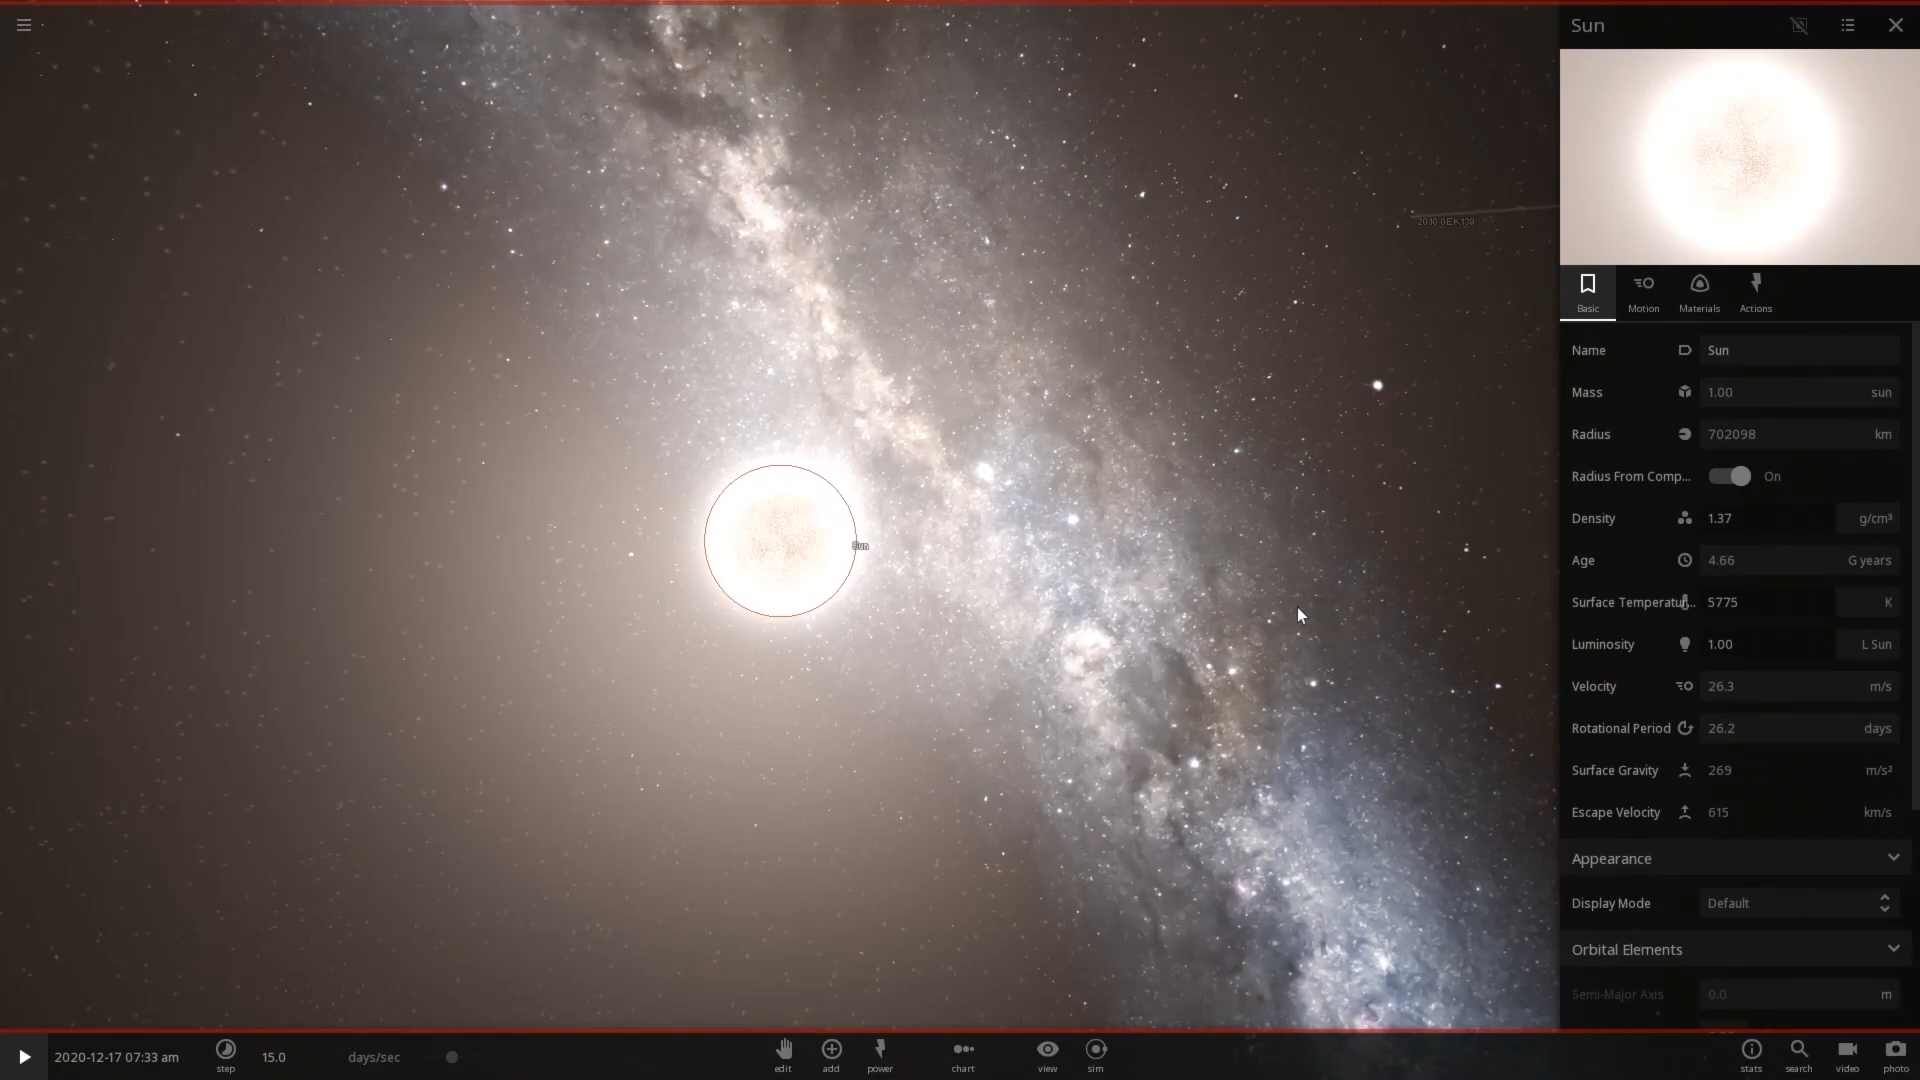 Sun
2010 OEK139
Sun
Basic Motion Materials Actions
Name Sun
Mass 1.00 sun
Radius 702098 km
Radius From Comp... On
Density 1.37 g/cm³
Age 4.66 G years
Surface Temperatur... 5775 K
Luminosity 1.00 L Sun
Velocity 26.3 m/s
Rotational Period 26.2 days
Surface Gravity 269 m/s²
Escape Velocity 615 km/s
Appearance
Display Mode Default
Orbital Elements
Semi-Major Axis 0.0 m
2020-12-17 07:33 am step 15.0 days/sec edit add power chart view sim stats search video photo